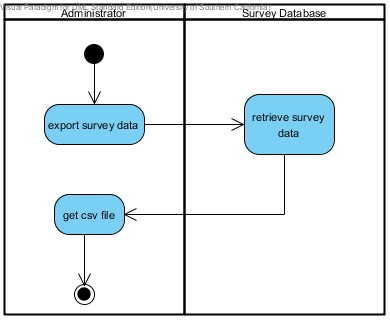 Visual Paradigm for UML Standard Edition(University of Southern California)
Administrator
Survey Database
export survey data
retrieve survey
data
get csv file